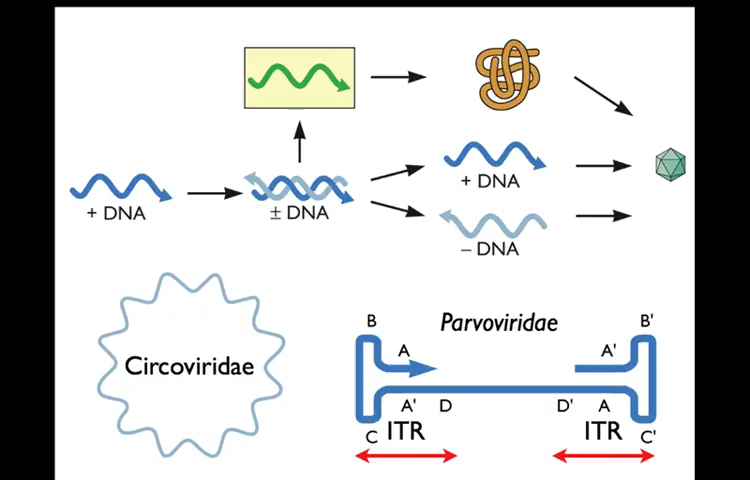 + DNA
± DNA
+ DNA
– DNA
Circoviridae
Parvoviridae
B
B'
A
A'
A'
D
D'
A
C
ITR
ITR
C'